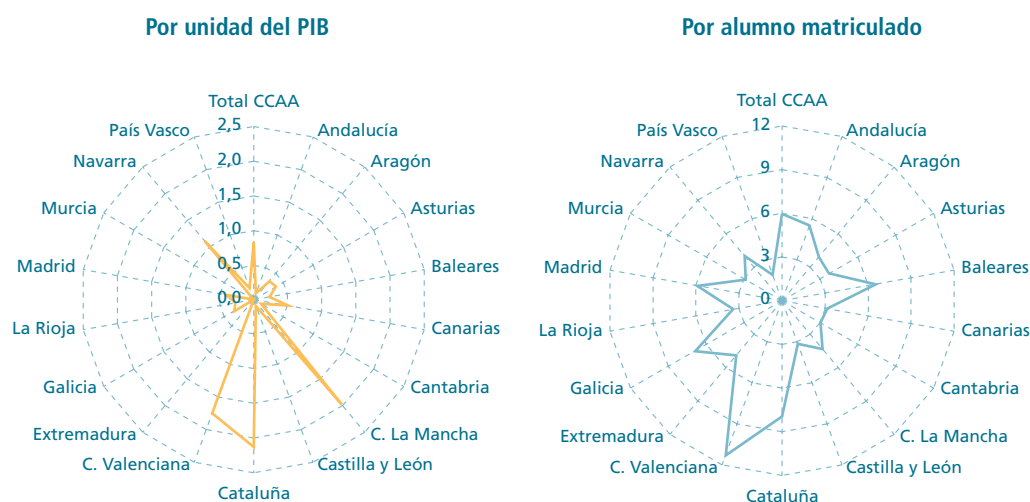 Por unidad del PIB
Total CCAA
Andalucía
Aragón
Asturias
Baleares
Canarias
Cantabria
C. La Mancha
Castilla y León
Cataluña
C. Valenciana
Extremadura
Galicia
La Rioja
Madrid
Murcia
Navarra
País Vasco
2,5
2,0
1,5
1,0
0,5
0,0
Por alumno matriculado
Total CCAA
Andalucía
Aragón
Asturias
Baleares
Canarias
Cantabria
C. La Mancha
Castilla y León
Cataluña
C. Valenciana
Extremadura
Galicia
La Rioja
Madrid
Murcia
Navarra
País Vasco
12
9
6
3
0